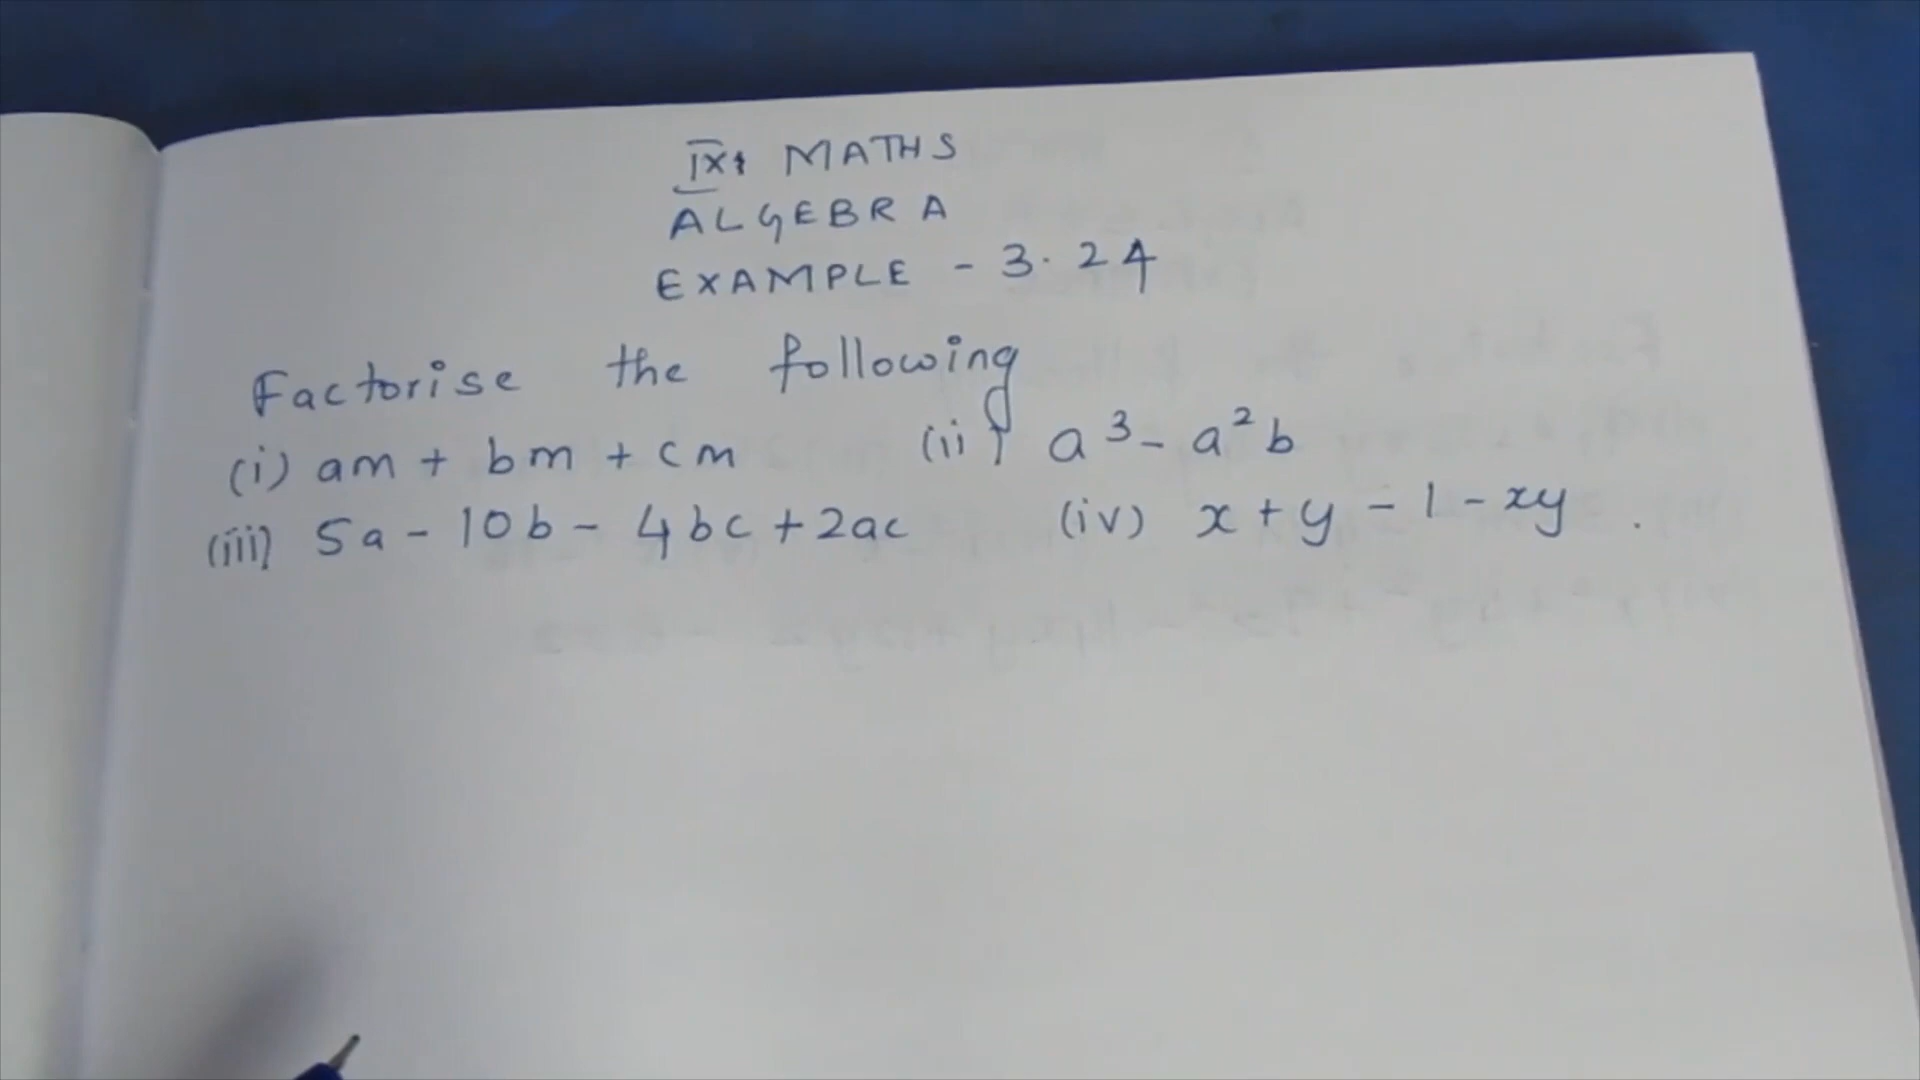 IX MATHS
ALGEBRA
EXAMPLE - 3.24
Factorise the following
(i) am + bm + cm (ii) a³ - a²b
(iii) 5a - 10b - 4bc + 2ac (iv) x + y - 1 - xy .